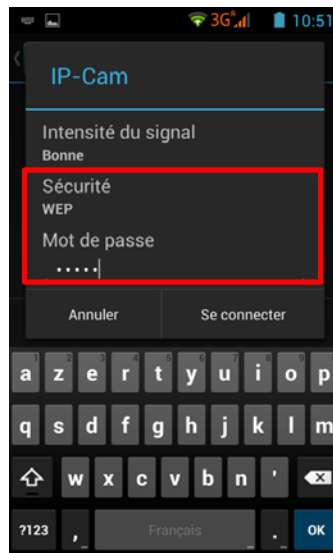 3G 10:51
IP-Cam
Intensité du signal
Bonne
Sécurité
WEP
Mot de passe
•••••
Annuler Se connecter
a z e r t y u i o p
q s d f g h j k l m
w x c v b n '
?123 , Français . OK